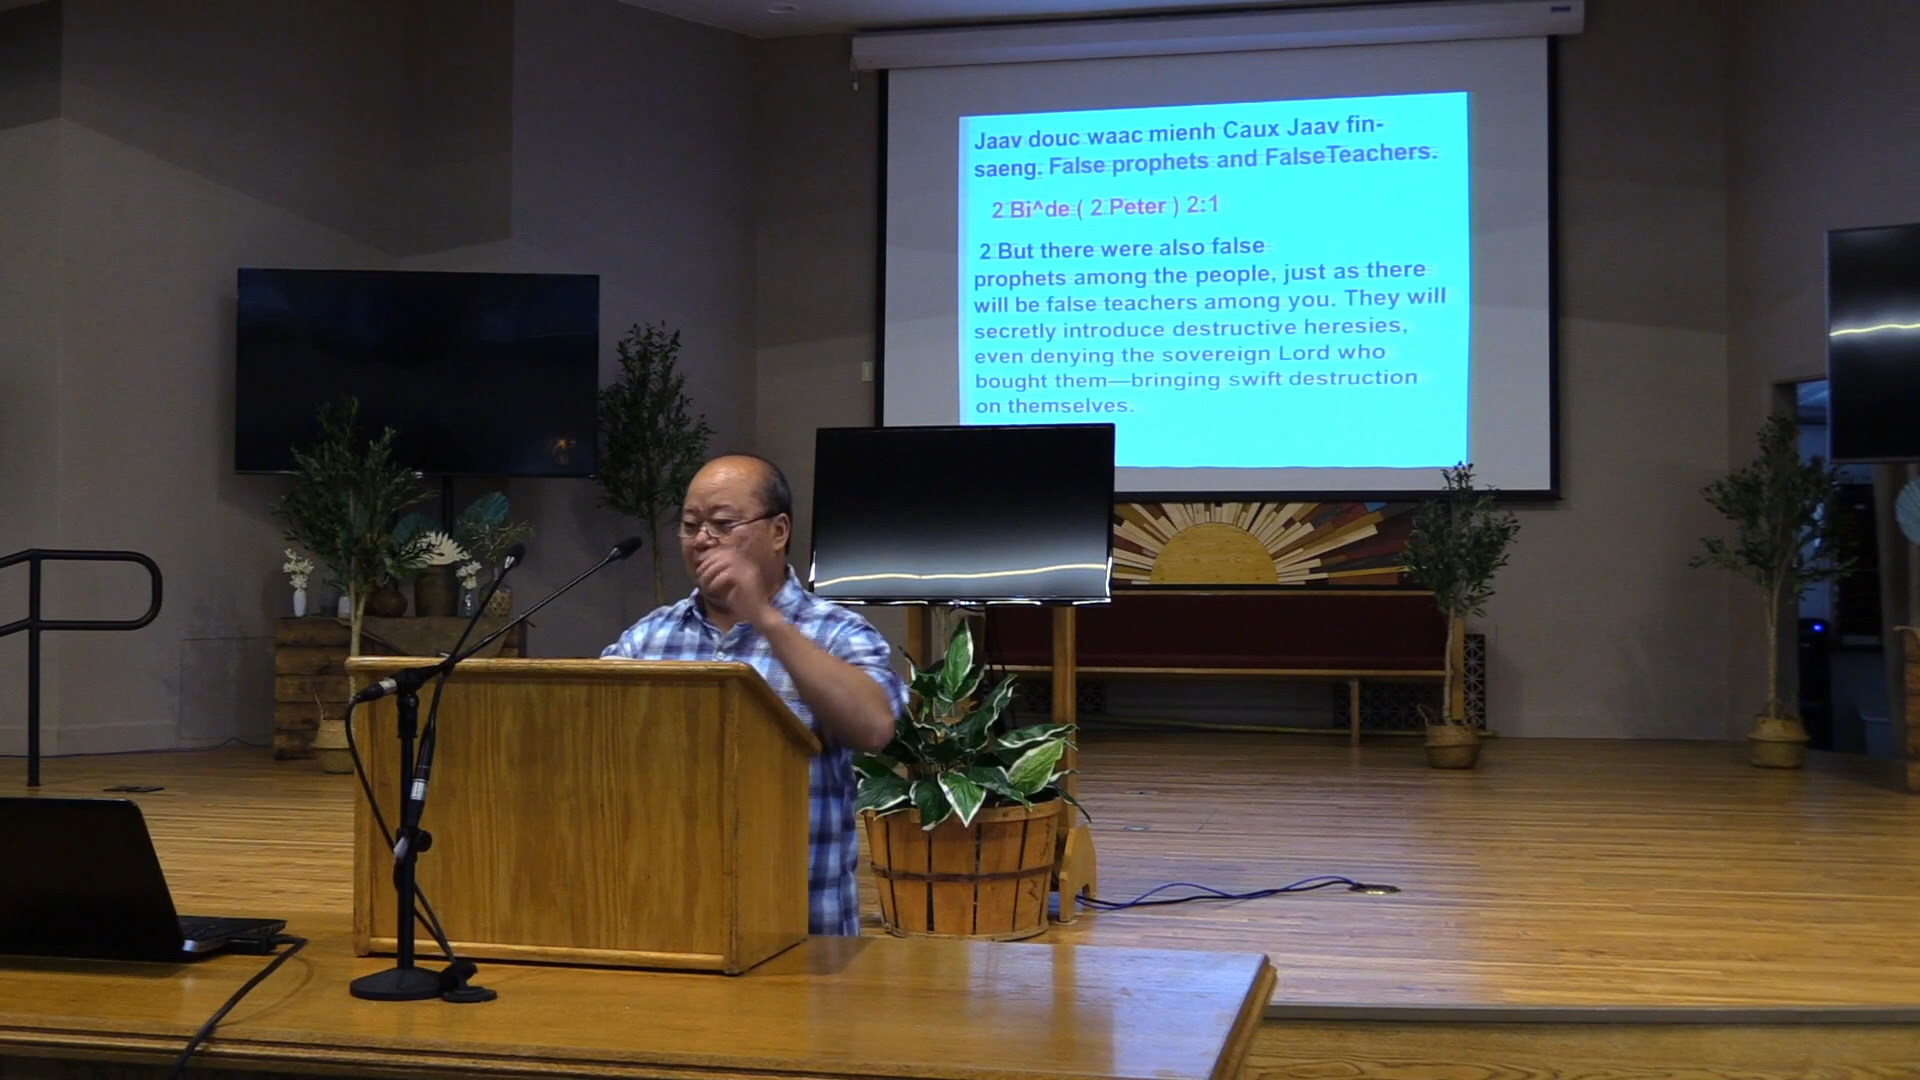 Jaav douc waac mienh Caux Jaav fin-
saeng. False prophets and FalseTeachers.
2 Bi^de ( 2 Peter ) 2:1
2 But there were also false
prophets among the people, just as there
will be false teachers among you. They will
secretly introduce destructive heresies,
even denying the sovereign Lord who
bought them—bringing swift destruction
on themselves.